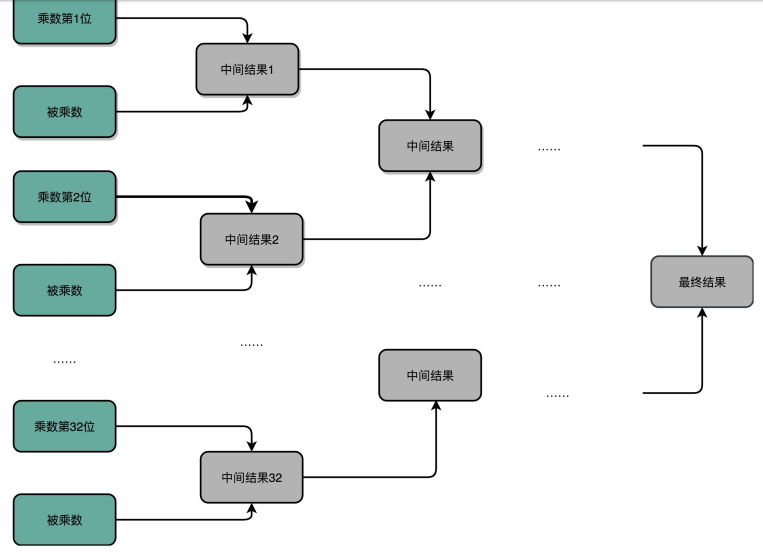 乘数第1位
中间结果1
被乘数
中间结果
......
乘数第2位
中间结果2
被乘数
......
......
最终结果
......
......
中间结果
......
乘数第32位
中间结果32
被乘数